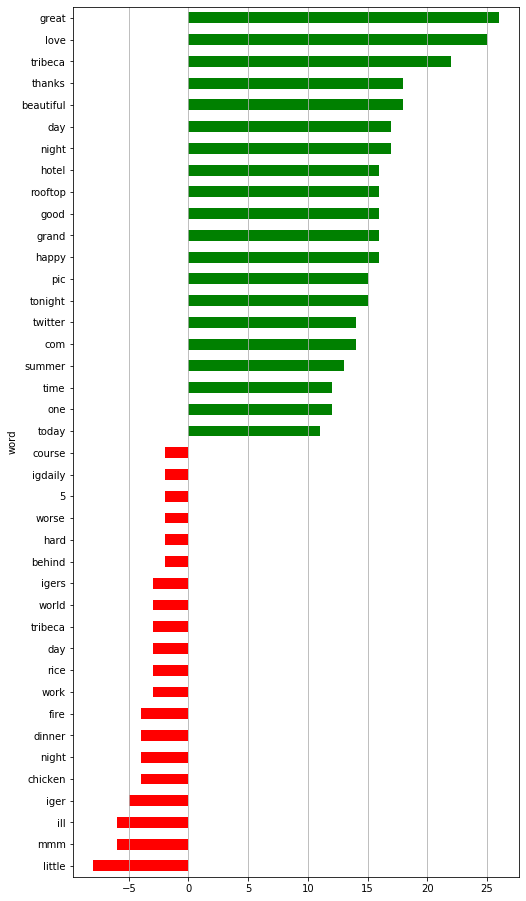 great
love
tribeca
thanks
beautiful
day
night
hotel
rooftop
good
grand
happy
pic
tonight
twitter
com
summer
time
one
today
word
course
igdaily
5
worse
hard
behind
igers
world
tribeca
day
rice
work
fire
dinner
night
chicken
iger
ill
mmm
little
−5 0 5 10 15 20 25